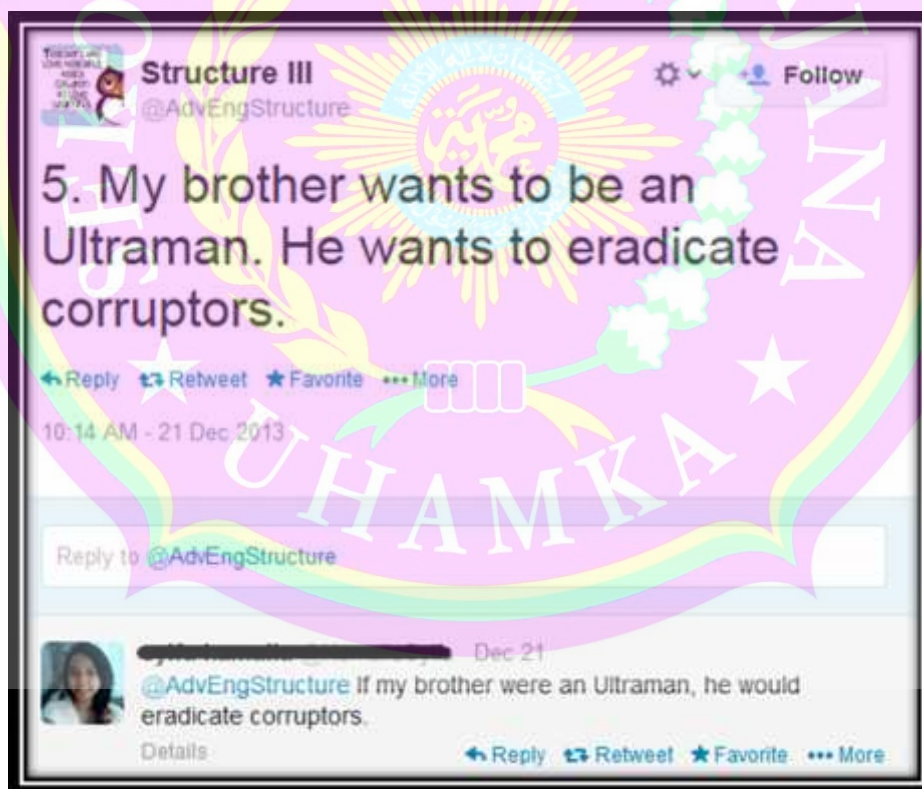 Structure III
@AdvEngStructure
Follow
5. My brother wants to be an
Ultraman. He wants to eradicate
corruptors.
Reply Retweet Favorite More
10:14 AM - 21 Dec 2013
Reply to @AdvEngStructure
Dec 21
@AdvEngStructure If my brother were an Ultraman, he would
eradicate corruptors.
Details
Reply Retweet Favorite More
UHAMKA